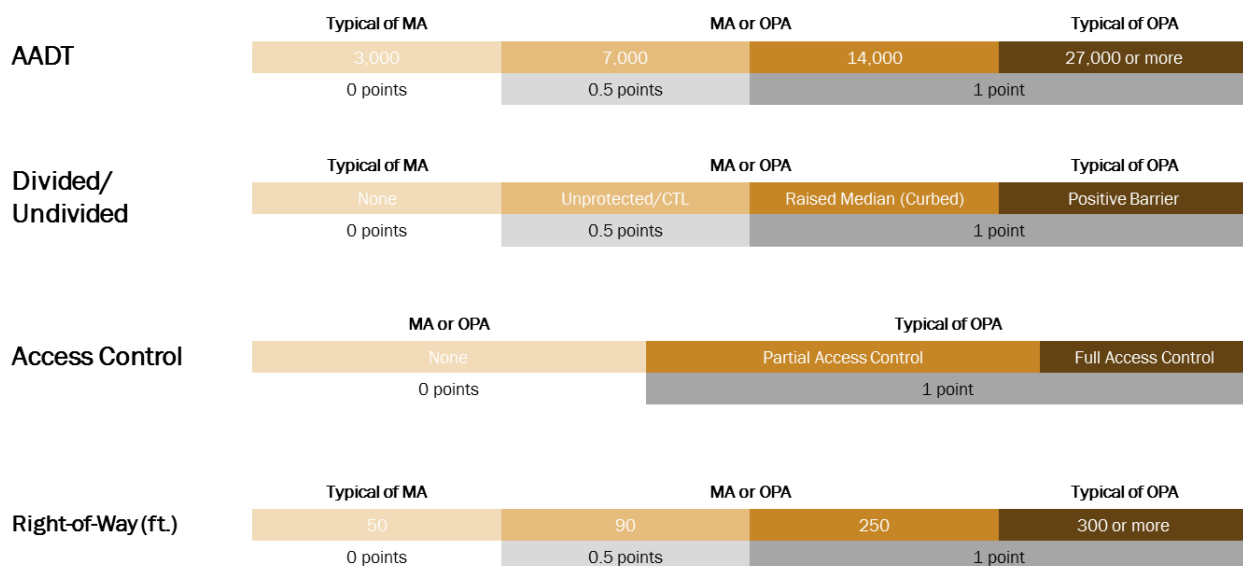 Typical of MA MA or OPA Typical of OPA
AADT 3,000 7,000 14,000 27,000 or more
0 points 0.5 points 1 point
Typical of MA MA or OPA Typical of OPA
Divided/
Undivided
None Unprotected/CTL Raised Median (Curbed) Positive Barrier
0 points 0.5 points 1 point
MA or OPA Typical of OPA
Access Control None Partial Access Control Full Access Control
0 points 1 point
Typical of MA MA or OPA Typical of OPA
Right-of-Way (ft.) 50 90 250 300 or more
0 points 0.5 points 1 point